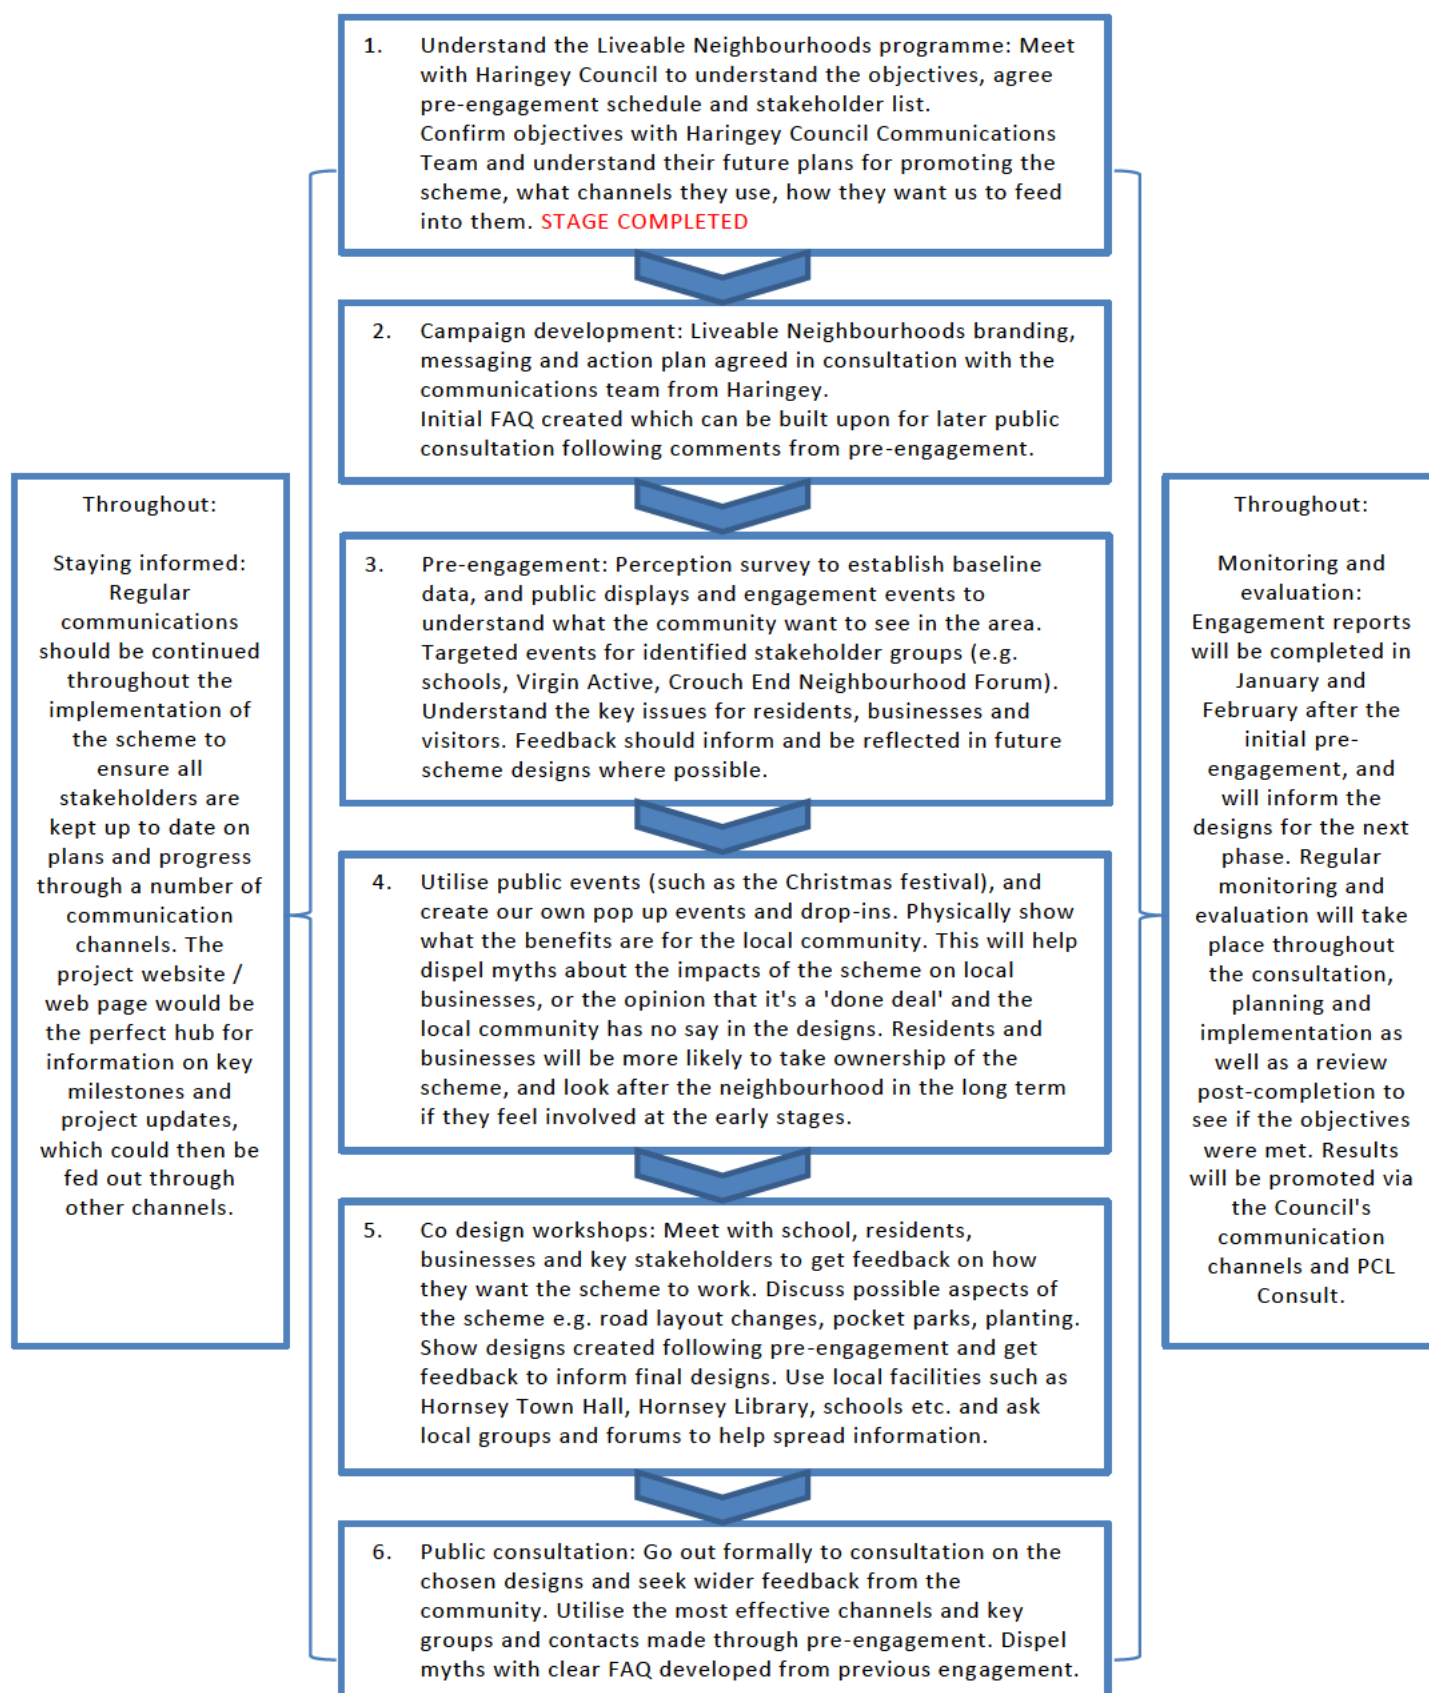 1. Understand the Liveable Neighbourhoods programme: Meet
with Haringey Council to understand the objectives, agree
pre-engagement schedule and stakeholder list.
Confirm objectives with Haringey Council Communications
Team and understand their future plans for promoting the
scheme, what channels they use, how they want us to feed
into them. STAGE COMPLETED
2. Campaign development: Liveable Neighbourhoods branding,
messaging and action plan agreed in consultation with the
communications team from Haringey.
Initial FAQ created which can be built upon for later public
consultation following comments from pre-engagement.
3. Pre-engagement: Perception survey to establish baseline
data, and public displays and engagement events to
understand what the community want to see in the area.
Targeted events for identified stakeholder groups (e.g.
schools, Virgin Active, Crouch End Neighbourhood Forum).
Understand the key issues for residents, businesses and
visitors. Feedback should inform and be reflected in future
scheme designs where possible.
4. Utilise public events (such as the Christmas festival), and
create our own pop up events and drop-ins. Physically show
what the benefits are for the local community. This will help
dispel myths about the impacts of the scheme on local
businesses, or the opinion that it's a 'done deal' and the
local community has no say in the designs. Residents and
businesses will be more likely to take ownership of the
scheme, and look after the neighbourhood in the long term
if they feel involved at the early stages.
5. Co design workshops: Meet with school, residents,
businesses and key stakeholders to get feedback on how
they want the scheme to work. Discuss possible aspects of
the scheme e.g. road layout changes, pocket parks, planting.
Show designs created following pre-engagement and get
feedback to inform final designs. Use local facilities such as
Hornsey Town Hall, Hornsey Library, schools etc. and ask
local groups and forums to help spread information.
6. Public consultation: Go out formally to consultation on the
chosen designs and seek wider feedback from the
community. Utilise the most effective channels and key
groups and contacts made through pre-engagement. Dispel
myths with clear FAQ developed from previous engagement.
Throughout:
Staying informed:
Regular
communications
should be continued
throughout the
implementation of
the scheme to
ensure all
stakeholders are
kept up to date on
plans and progress
through a number of
communication
channels. The
project website /
web page would be
the perfect hub for
information on key
milestones and
project updates,
which could then be
fed out through
other channels.
Throughout:
Monitoring and
evaluation:
Engagement reports
will be completed in
January and
February after the
initial pre-
engagement, and
will inform the
designs for the next
phase. Regular
monitoring and
evaluation will take
place throughout
the consultation,
planning and
implementation as
well as a review
post-completion to
see if the objectives
were met. Results
will be promoted via
the Council's
communication
channels and PCL
Consult.